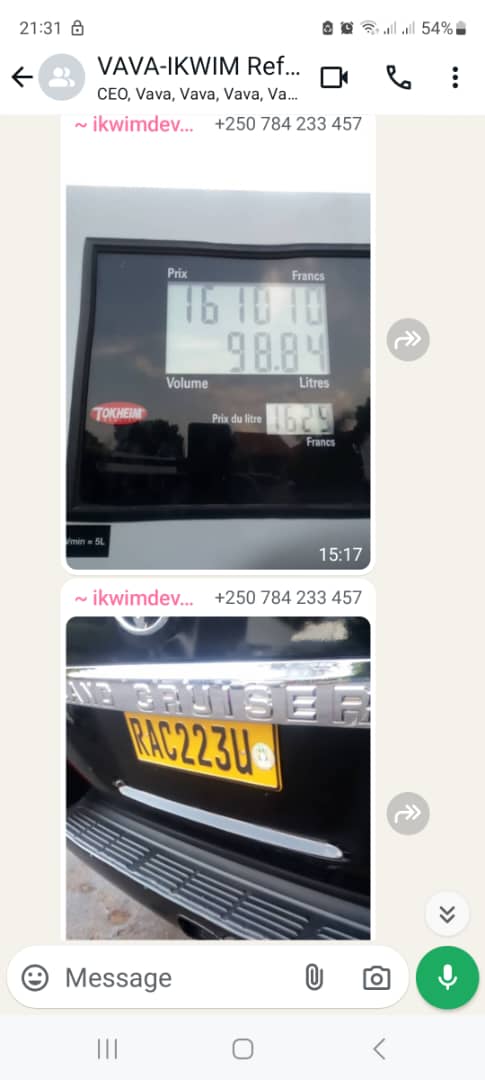 21:31
54%
VAVA-IKWIM Ref...
CEO, Vava, Vava, Vava, Va...
~ ikwimdev... +250 784 233 457
Prix Francs
161010
98.84
Volume Litres
TOKHEIM
Prix du litre 1629
Francs
/min = 5L
15:17
~ ikwimdev... +250 784 233 457
AND CRUISER
RAC223U
Message